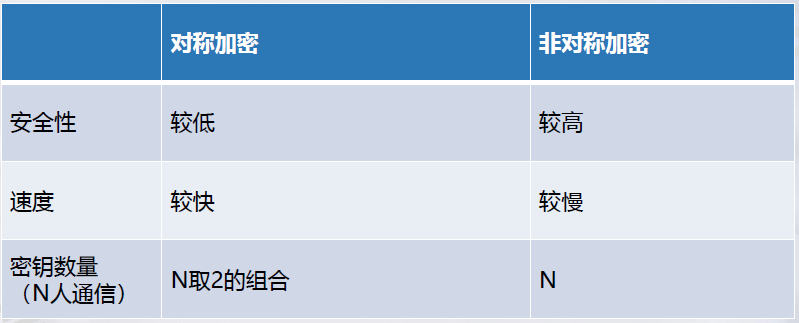 对称加密 非对称加密
安全性 较低 较高
速度 较快 较慢
密钥数量
（N人通信） N取2的组合 N